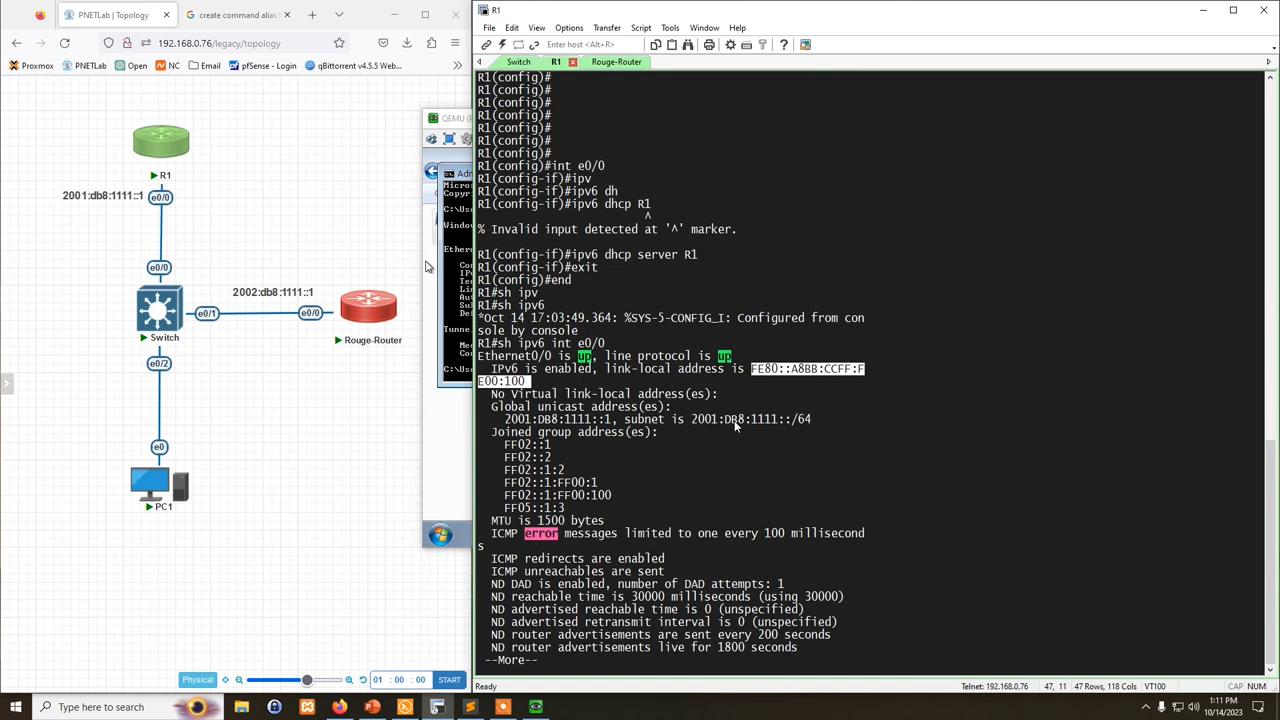 PNETLab | Topology
create command alias
192.168.0.76/legacy/topology
Proxmox
PNETLab
Open
NC
Email
pfSense - Login
qBittorrent v4.5.5 Web...
R1
2001:db8:1111::1
e0/0
e0/0
2002:db8:1111::1
e0/1
e0/0
Switch
Rouge-Router
e0/2
e0
PC1
Physical
01 : 00 : 00
START
QEMU (
Adm
Micros
Copyri
C:\Use
Window
Ethern
Tunne
C:\Us
R1
File Edit View Options Transfer Script Tools Window Help
Enter host <Alt+R>
Switch
R1
Rouge-Router
R1(config)#
R1(config)#
R1(config)#
R1(config)#
R1(config)#
R1(config)#
R1(config)#
R1(config)#int e0/0
R1(config-if)#ipv
R1(config-if)#ipv6 dh
R1(config-if)#ipv6 dhcp R1
^
% Invalid input detected at '^' marker.
R1(config-if)#ipv6 dhcp server R1
R1(config-if)#exit
R1(config)#end
R1#sh ipv
R1#sh ipv6
*Oct 14 17:03:49.364: %SYS-5-CONFIG_I: Configured from con
sole by console
R1#sh ipv6 int e0/0
Ethernet0/0 is up, line protocol is up
IPv6 is enabled, link-local address is FE80::A8BB:CCFF:F
E00:100
No Virtual link-local address(es):
Global unicast address(es):
2001:DB8:1111::1, subnet is 2001:DB8:1111::/64
Joined group address(es):
FF02::1
FF02::2
FF02::1:2
FF02::1:FF00:1
FF02::1:FF00:100
FF05::1:3
MTU is 1500 bytes
ICMP error messages limited to one every 100 millisecond
s
ICMP redirects are enabled
ICMP unreachables are sent
ND DAD is enabled, number of DAD attempts: 1
ND reachable time is 30000 milliseconds (using 30000)
ND advertised reachable time is 0 (unspecified)
ND advertised retransmit interval is 0 (unspecified)
ND router advertisements are sent every 200 seconds
ND router advertisements live for 1800 seconds
--More--
Ready
Telnet: 192.168.0.76
47, 11
47 Rows, 118 Cols
VT100
CAP NUM
Type here to search
1:11 PM
10/14/2023